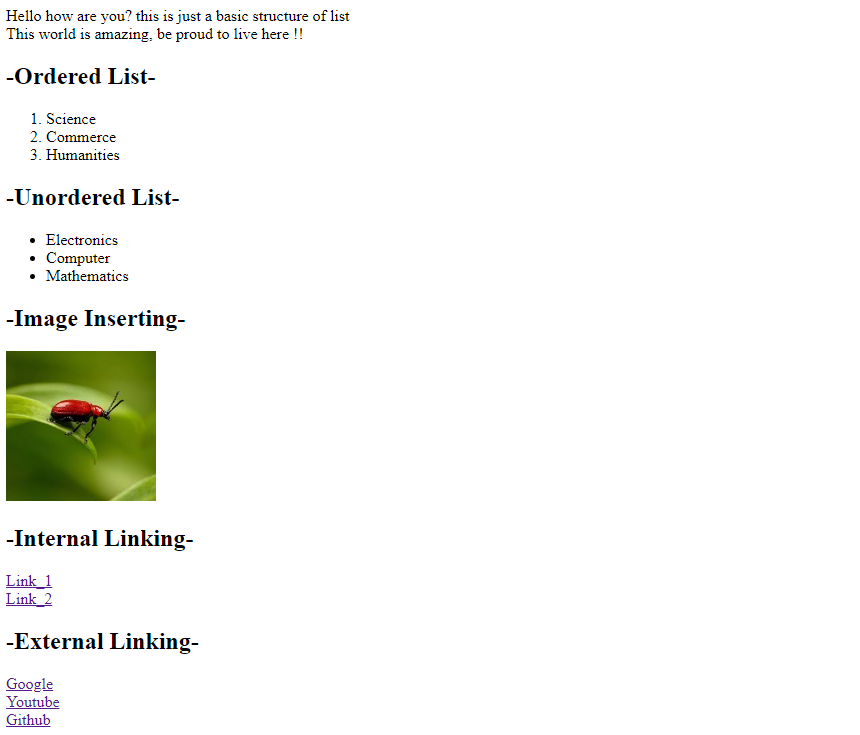 Hello how are you? this is just a basic structure of list
This world is amazing, be proud to live here !!
-Ordered List-
1. Science
2. Commerce
3. Humanities
-Unordered List-
• Electronics
• Computer
• Mathematics
-Image Inserting-
-Internal Linking-
Link_1
Link_2
-External Linking-
Google
Youtube
Github